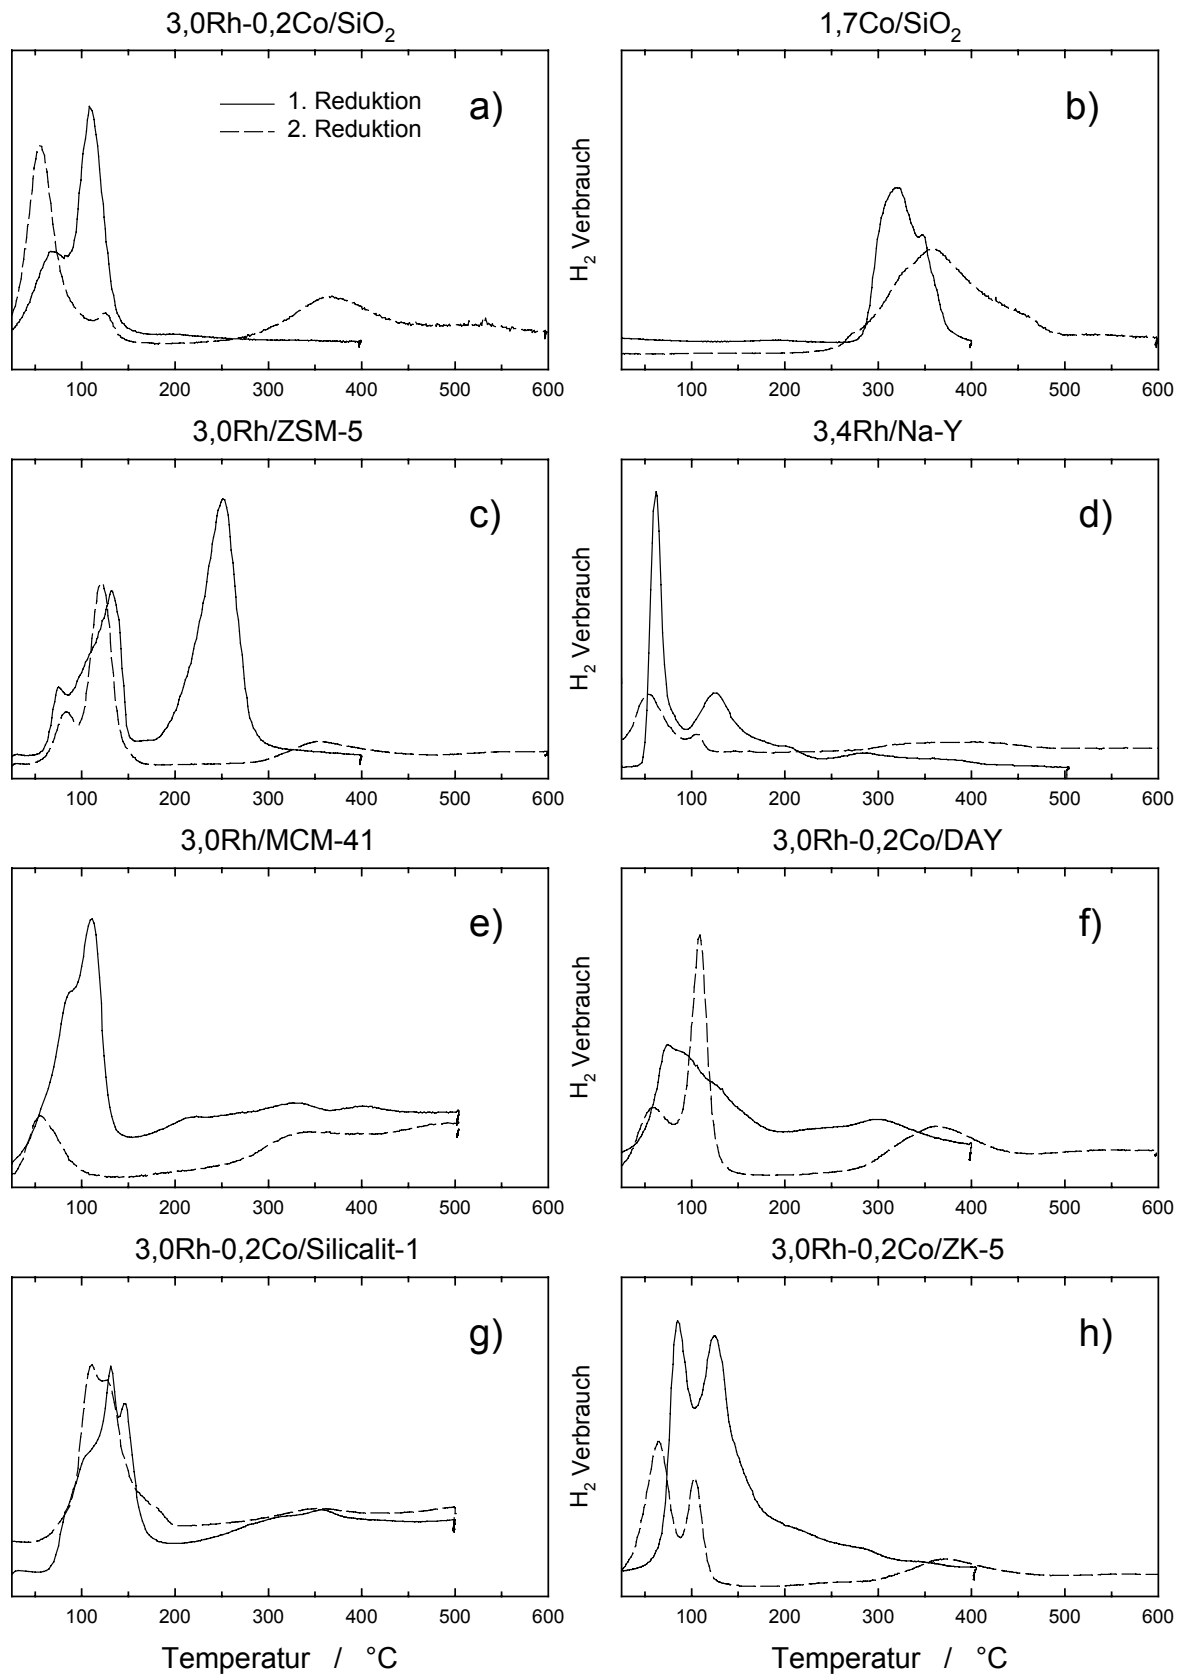 3,0Rh-0,2Co/SiO2
1,7Co/SiO2
1. Reduktion
2. Reduktion
a)
b)
H2 Verbrauch
100 200 300 400 500 600
100 200 300 400 500 600
3,0Rh/ZSM-5
3,4Rh/Na-Y
c)
d)
H2 Verbrauch
100 200 300 400 500 600
100 200 300 400 500 600
3,0Rh/MCM-41
3,0Rh-0,2Co/DAY
e)
f)
H2 Verbrauch
100 200 300 400 500 600
100 200 300 400 500 600
3,0Rh-0,2Co/Silicalit-1
3,0Rh-0,2Co/ZK-5
g)
h)
H2 Verbrauch
100 200 300 400 500 600
100 200 300 400 500 600
Temperatur / °C
Temperatur / °C